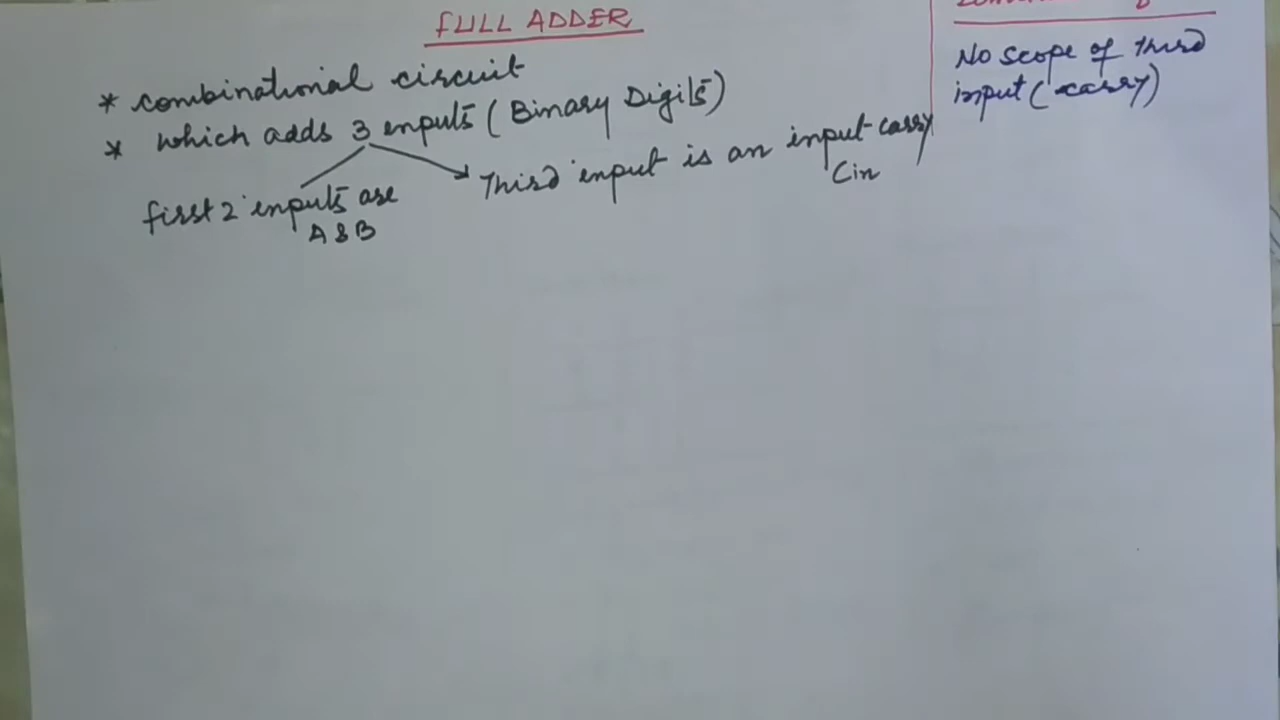 FULL ADDER
* combinational circuit
* which adds 3 inputs (Binary Digits)
first 2 inputs are
A & B
Third input is an input carry
Cin
No scope of third
input (carry)